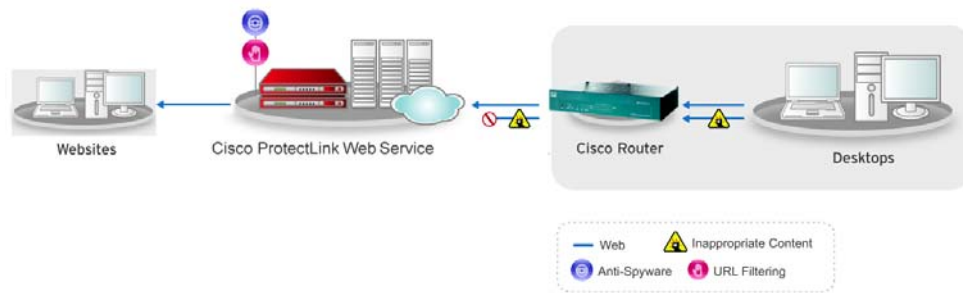 Websites
Cisco ProtectLink Web Service
Cisco Router
Desktops
Web
Inappropriate Content
Anti-Spyware
URL Filtering